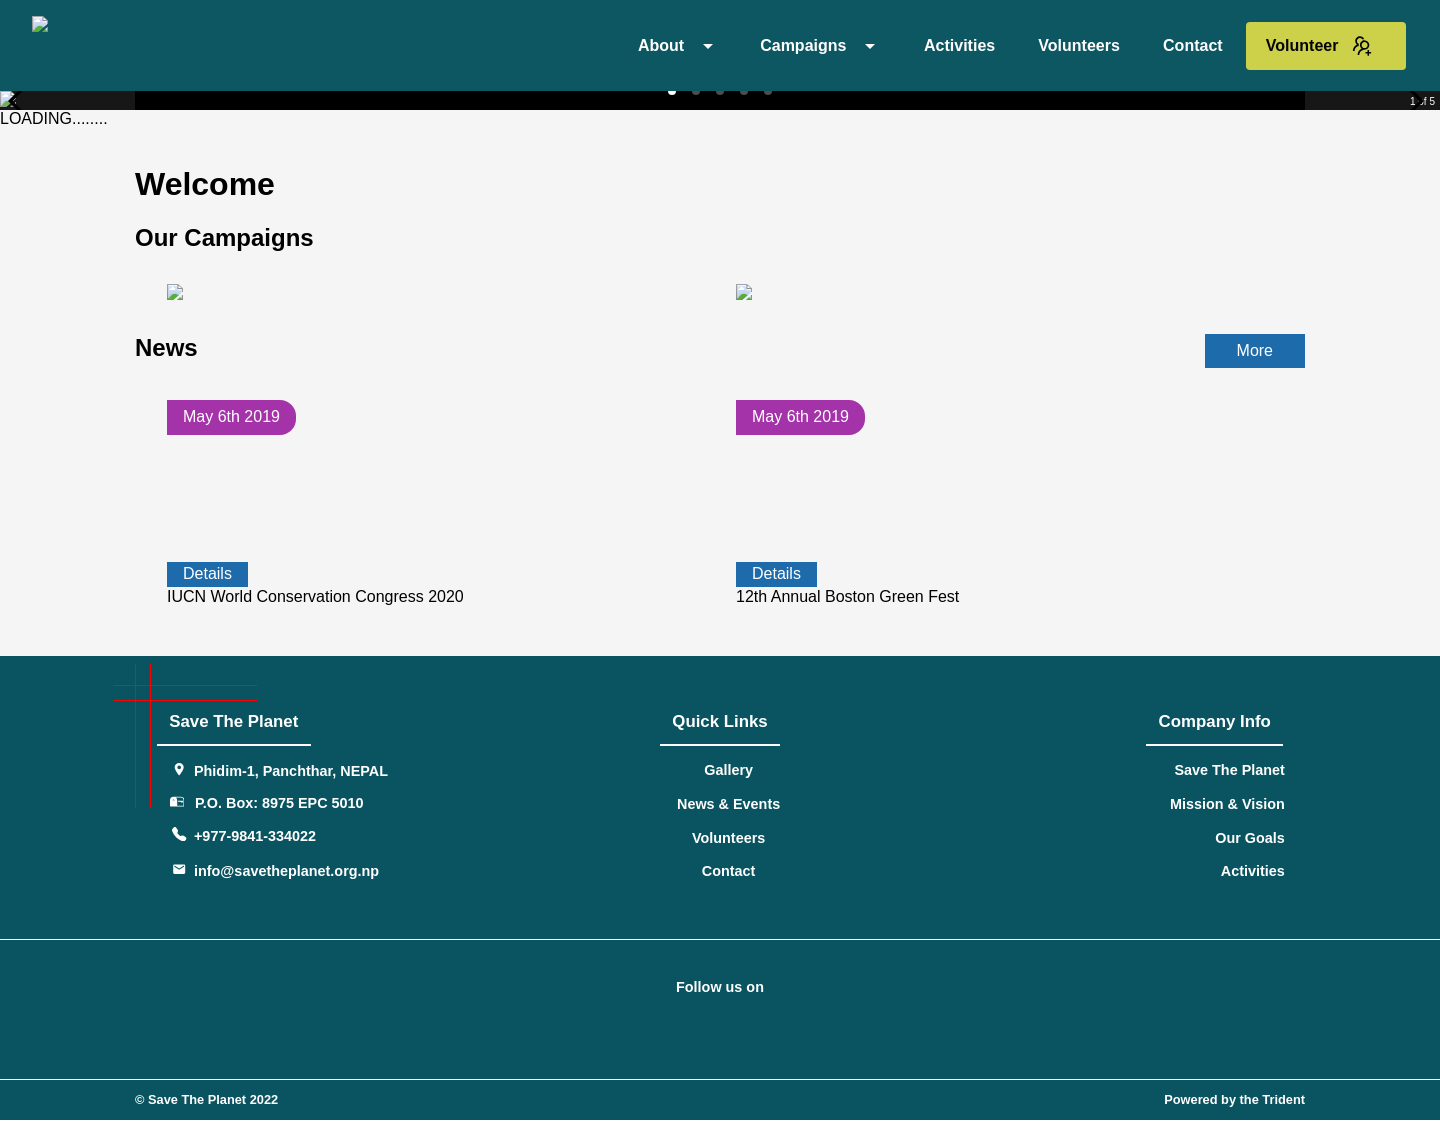 About
Campaigns
Activities
Volunteers
Contact
Volunteer
1 of 5
LOADING........
Welcome
Our Campaigns
News
More
May 6th 2019
May 6th 2019
Details
Details
IUCN World Conservation Congress 2020
12th Annual Boston Green Fest
Save The Planet
Phidim-1, Panchthar, NEPAL
P.O. Box: 8975 EPC 5010
+977-9841-334022
info@savetheplanet.org.np
Quick Links
Gallery
News & Events
Volunteers
Contact
Company Info
Save The Planet
Mission & Vision
Our Goals
Activities
Follow us on
© Save The Planet 2022
Powered by the Trident